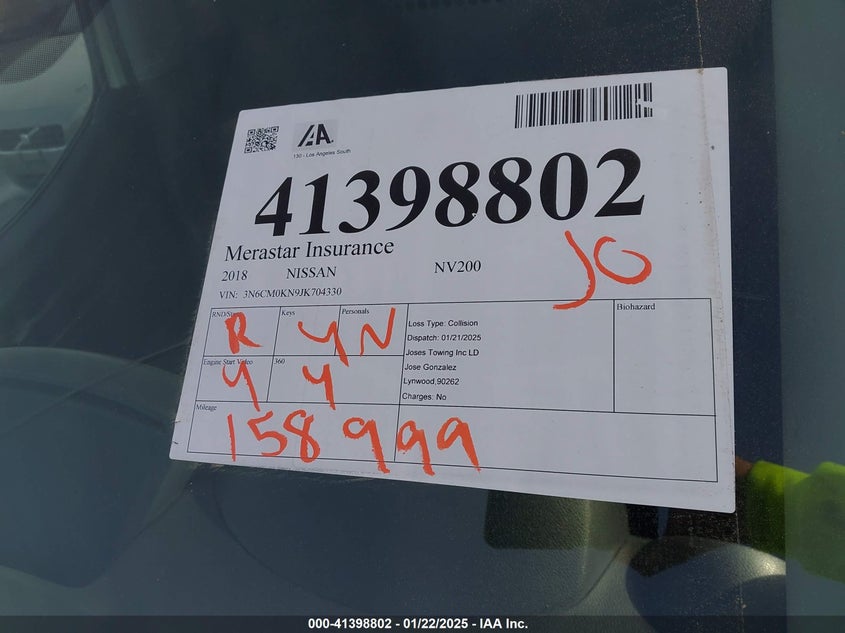 IAA
130 - Los Angeles South
41398802
Merastar Insurance
JO
2018 NISSAN NV200
VIN: 3N6CM0KN9JK704330
Keys Personals Biohazard
R Y N
Loss Type: Collision
Dispatch: 01/21/2025
Joses Towing Inc LD
Jose Gonzalez
Lynwood,90262
Charges: No
Engine Start Video 360
Y Y
Mileage
158999
000-41398802 - 01/22/2025 - IAA Inc.